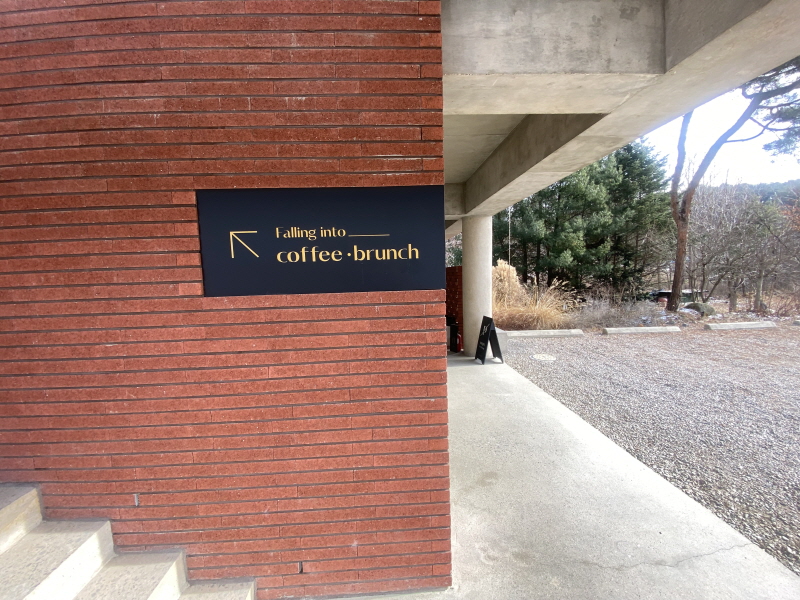 Falling into
coffee·brunch